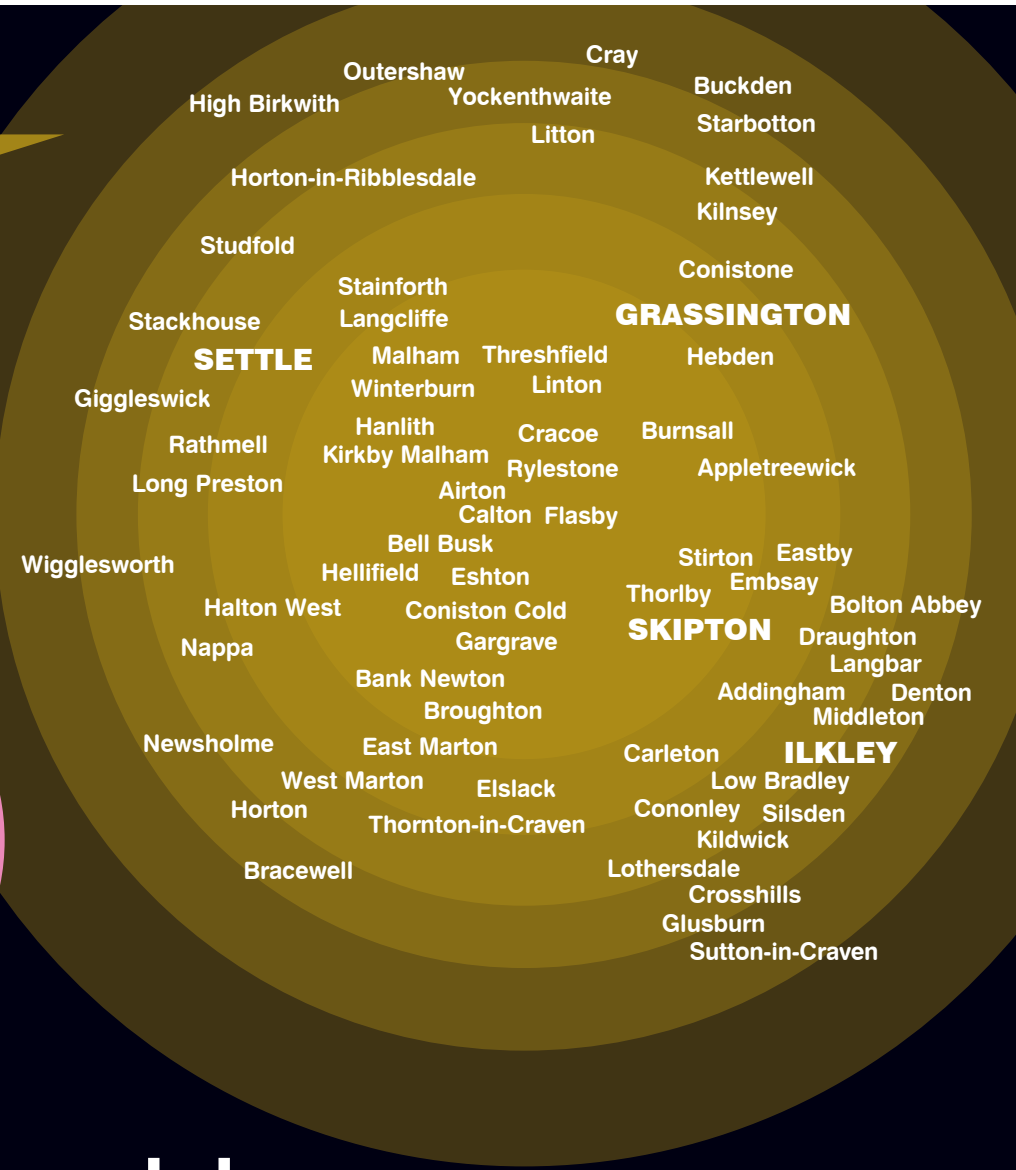 Cray
Outershaw
Buckden
Yockenthwaite
High Birkwith
Starbotton
Litton
Kettlewell
Horton-in-Ribblesdale
Kilnsey
Studfold
Conistone
Stainforth
GRASSINGTON
Langcliffe
Stackhouse
Threshfield
Malham
Hebden
SETTLE
Linton
Winterburn
Giggleswick
Hanlith
Burnsall
Cracoe
Rathmell
Kirkby Malham
Appletreewick
Rylestone
Long Preston
Airton
Calton
Flasby
Bell Busk
Eastby
Stirton
Wigglesworth
Hellifield
Eshton
Embsay
Thorlby
Bolton Abbey
Halton West
Coniston Cold
SKIPTON
Draughton
Gargrave
Nappa
Langbar
Bank Newton
Addingham
Denton
Broughton
Middleton
Newsholme
East Marton
ILKLEY
Carleton
West Marton
Low Bradley
Elslack
Cononley
Horton
Silsden
Thornton-in-Craven
Kildwick
Lothersdale
Bracewell
Crosshills
Glusburn
Sutton-in-Craven